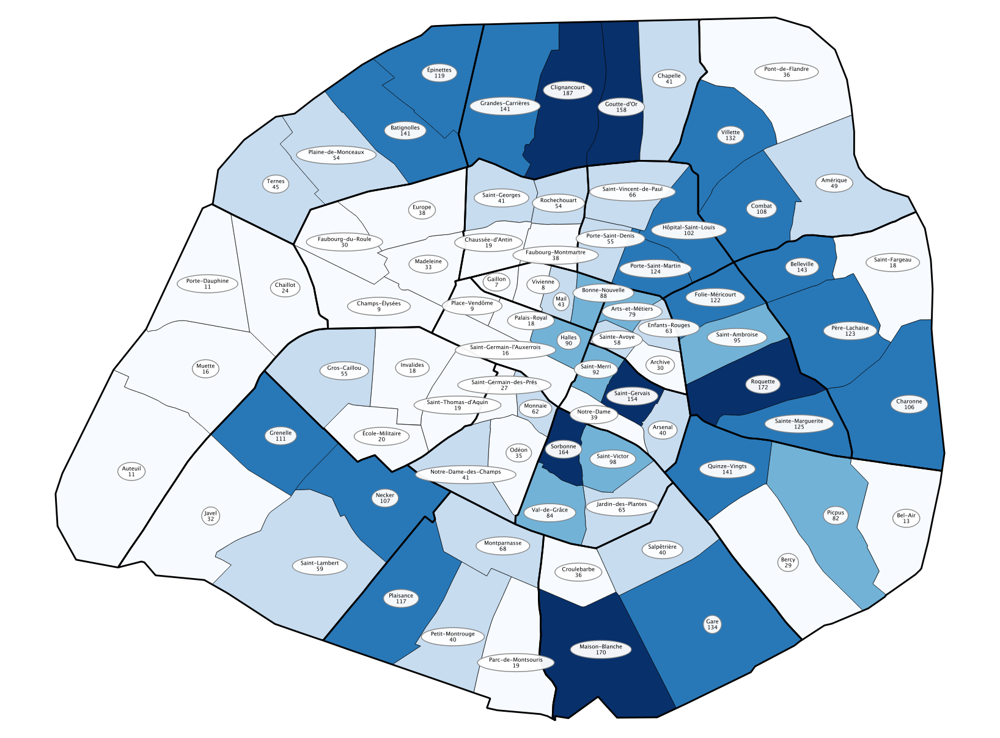 Épinettes
119
Pont-de-Flandre
36
Chapelle
41
Clignancourt
187
Grandes-Carrières
141
Goutte-d'Or
158
Batignolles
141
Villette
132
Plaine-de-Monceaux
54
Ternes
45
Amérique
49
Saint-Vincent-de-Paul
66
Saint-Georges
41
Rochechouart
54
Europe
38
Combat
108
Hôpital-Saint-Louis
102
Porte-Saint-Denis
55
Faubourg-du-Roule
30
Chaussée-d'Antin
19
Faubourg-Montmartre
38
Madeleine
33
Porte-Saint-Martin
124
Belleville
143
Saint-Fargeau
18
Porte-Dauphine
11
Chaillot
24
Gaillon
7
Vivienne
8
Bonne-Nouvelle
88
Folie-Méricourt
122
Mail
43
Champs-Élysées
9
Place-Vendôme
9
Arts-et-Métiers
79
Palais-Royal
18
Enfants-Rouges
63
Père-Lachaise
123
Saint-Ambroise
95
Halles
90
Sainte-Avoye
58
Saint-Germain-l'Auxerrois
16
Archive
30
Muette
16
Gros-Caillou
55
Invalides
18
Saint-Merri
92
Saint-Germain-des-Prés
27
Roquette
172
Saint-Gervais
154
Saint-Thomas-d'Aquin
19
Monnaie
62
Notre-Dame
39
Charonne
106
Sainte-Marguerite
125
Arsenal
40
Grenelle
111
École-Militaire
20
Odéon
35
Sorbonne
164
Saint-Victor
98
Auteuil
11
Notre-Dame-des-Champs
41
Quinze-Vingts
141
Necker
107
Javel
32
Val-de-Grâce
84
Jardin-des-Plantes
65
Picpus
82
Bel-Air
13
Montparnasse
68
Salpêtrière
40
Bercy
29
Saint-Lambert
59
Croulebarbe
36
Plaisance
117
Gare
134
Petit-Montrouge
40
Maison-Blanche
170
Parc-de-Montsouris
19